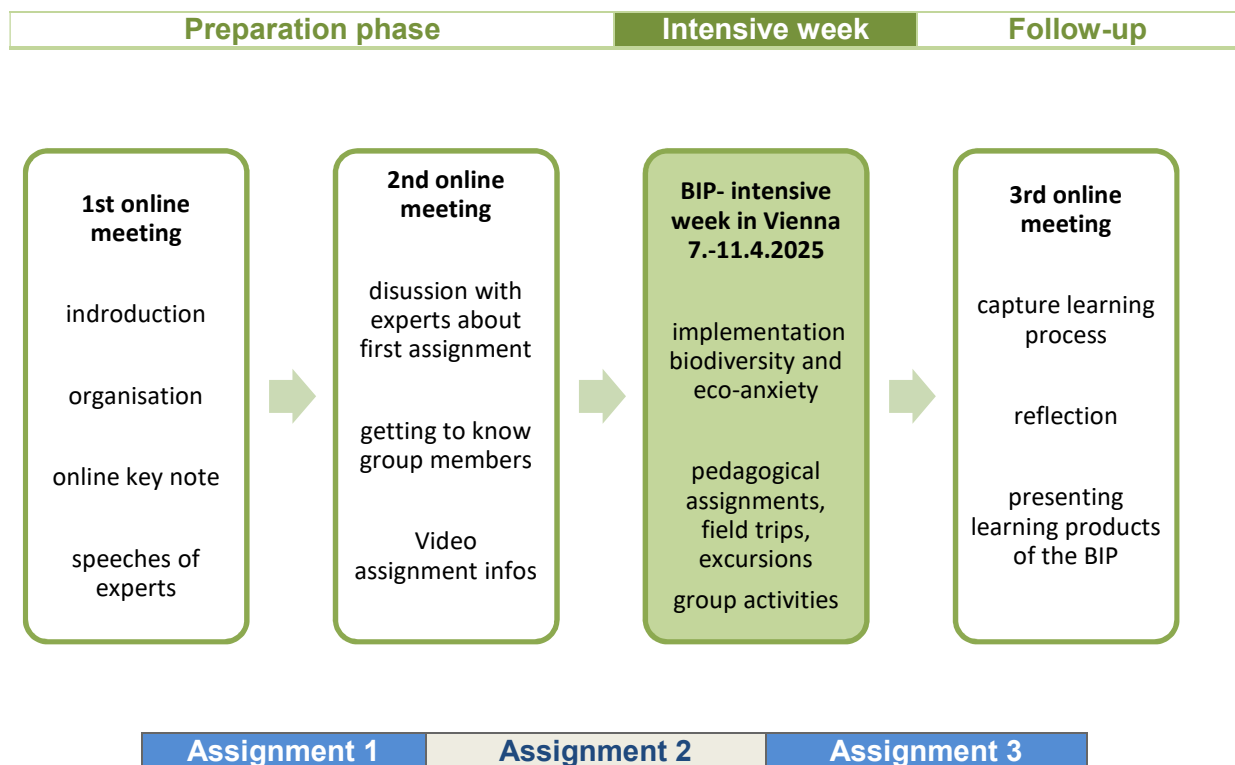 Preparation phase
Intensive week
Follow-up
1st online
meeting
indroduction
organisation
online key note
speeches of
experts
2nd online
meeting
disussion with
experts about
first assignment
getting to know
group members
Video
assignment infos
BIP- intensive
week in Vienna
7.-11.4.2025
implementation
biodiversity and
eco-anxiety
pedagogical
assignments,
field trips,
excursions
group activities
3rd online
meeting
capture learning
process
reflection
presenting
learning products
of the BIP
Assignment 1
Assignment 2
Assignment 3